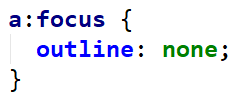 a:focus {
  outline: none;
}